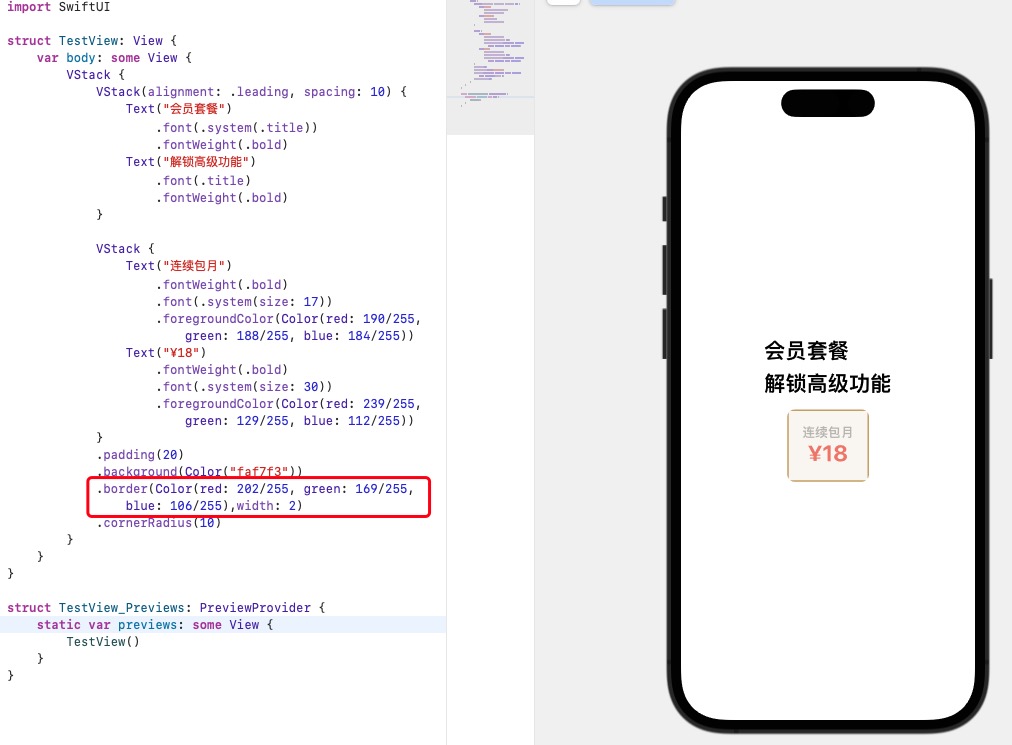 import SwiftUI
struct TestView: View {
var body: some View {
VStack {
VStack(alignment: .leading, spacing: 10) {
Text("会员套餐")
.font(.system(.title))
.fontWeight(.bold)
Text("解锁高级功能")
.font(.title)
.fontWeight(.bold)
}
VStack {
Text("连续包月")
.fontWeight(.bold)
.font(.system(size: 17))
.foregroundColor(Color(red: 190/255,
green: 188/255, blue: 184/255))
Text("¥18")
.fontWeight(.bold)
.font(.system(size: 30))
.foregroundColor(Color(red: 239/255,
green: 129/255, blue: 112/255))
}
.padding(20)
.background(Color("faf7f3"))
.border(Color(red: 202/255, green: 169/255,
blue: 106/255),width: 2)
.cornerRadius(10)
}
}
}
struct TestView_Previews: PreviewProvider {
static var previews: some View {
TestView()
}
}
会员套餐
解锁高级功能
连续包月
¥18